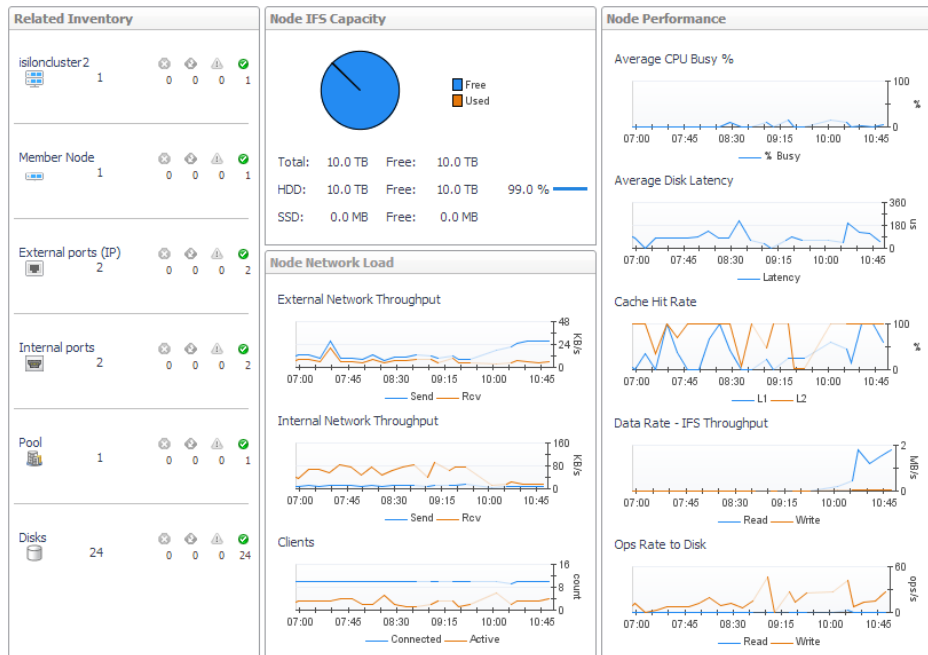 Related Inventory
isiloncluster2
1
0 0 0 1
Member Node
1
0 0 0 1
External ports (IP)
2
0 0 0 2
Internal ports
2
0 0 0 2
Pool
1
0 0 0 1
Disks
24
0 0 0 24
Node IFS Capacity
Free
Used
Total: 10.0 TB Free: 10.0 TB
HDD: 10.0 TB Free: 10.0 TB 99.0 %
SSD: 0.0 MB Free: 0.0 MB
Node Network Load
External Network Throughput
48
24
0
KB/s
07:00 07:45 08:30 09:15 10:00 10:45
Send Rcv
Internal Network Throughput
160
80
0
KB/s
07:00 07:45 08:30 09:15 10:00 10:45
Send Rcv
Clients
16
8
0
count
07:00 07:45 08:30 09:15 10:00 10:45
Connected Active
Node Performance
Average CPU Busy %
100
0
%
07:00 07:45 08:30 09:15 10:00 10:45
% Busy
Average Disk Latency
360
180
0
us
07:00 07:45 08:30 09:15 10:00 10:45
Latency
Cache Hit Rate
100
0
%
07:00 07:45 08:30 09:15 10:00 10:45
L1 L2
Data Rate - IFS Throughput
2
0
MB/s
07:00 07:45 08:30 09:15 10:00 10:45
Read Write
Ops Rate to Disk
60
0
ops/s
07:00 07:45 08:30 09:15 10:00 10:45
Read Write